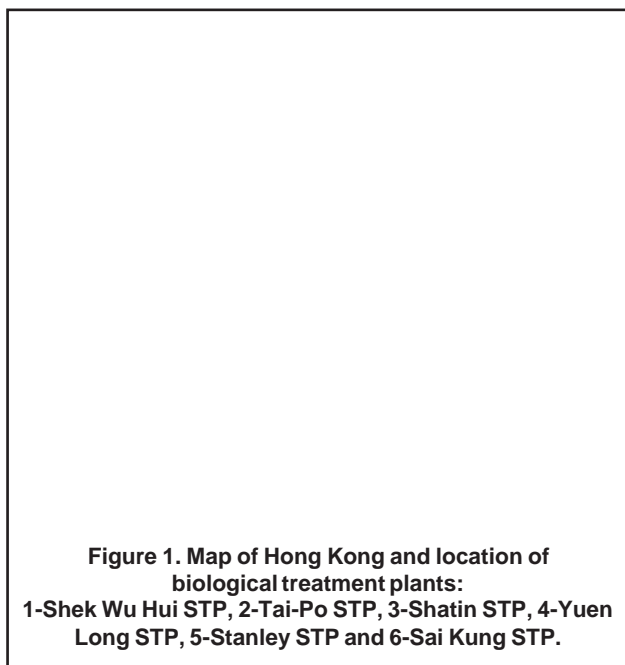 Figure 1. Map of Hong Kong and location of
biological treatment plants:
1-Shek Wu Hui STP, 2-Tai-Po STP, 3-Shatin STP, 4-Yuen
Long STP, 5-Stanley STP and 6-Sai Kung STP.